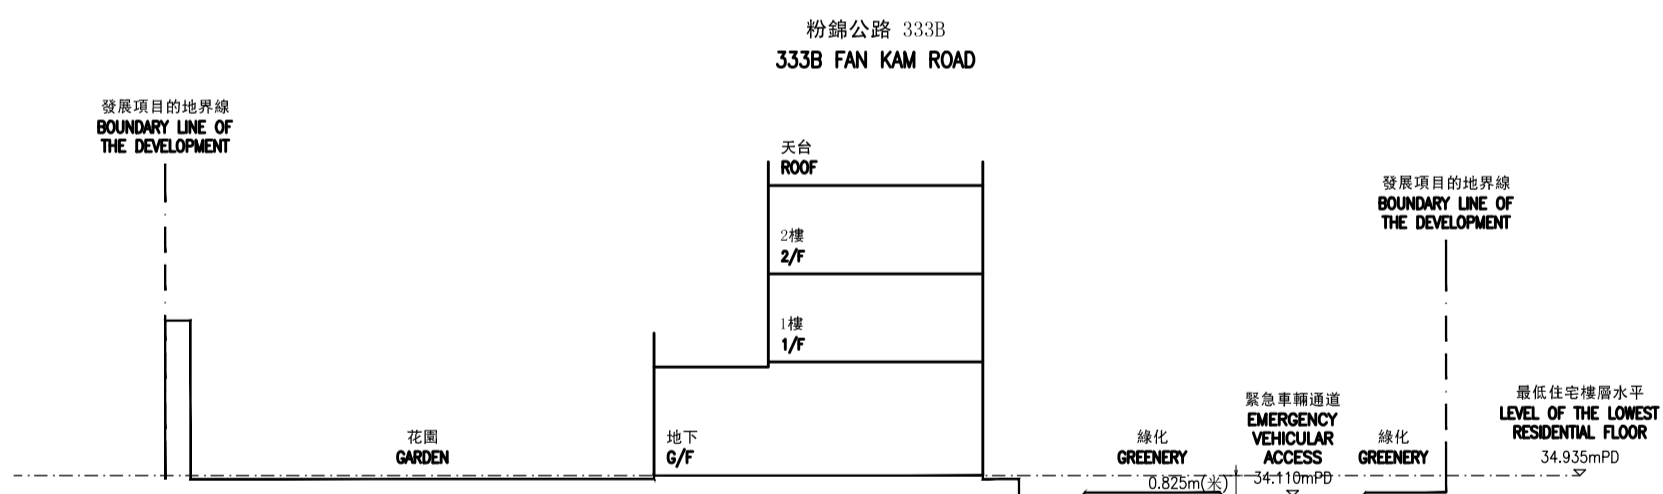 粉錦公路 333B
333B FAN KAM ROAD
發展項目的地界線
BOUNDARY LINE OF
THE DEVELOPMENT
天台
ROOF
2樓
2/F
1樓
1/F
地下
G/F
花園
GARDEN
綠化
GREENERY
0.825m(米)
緊急車輛通道
EMERGENCY
VEHICULAR
ACCESS
34.110mPD
綠化
GREENERY
發展項目的地界線
BOUNDARY LINE OF
THE DEVELOPMENT
最低住宅樓層水平
LEVEL OF THE LOWEST
RESIDENTIAL FLOOR
34.935mPD